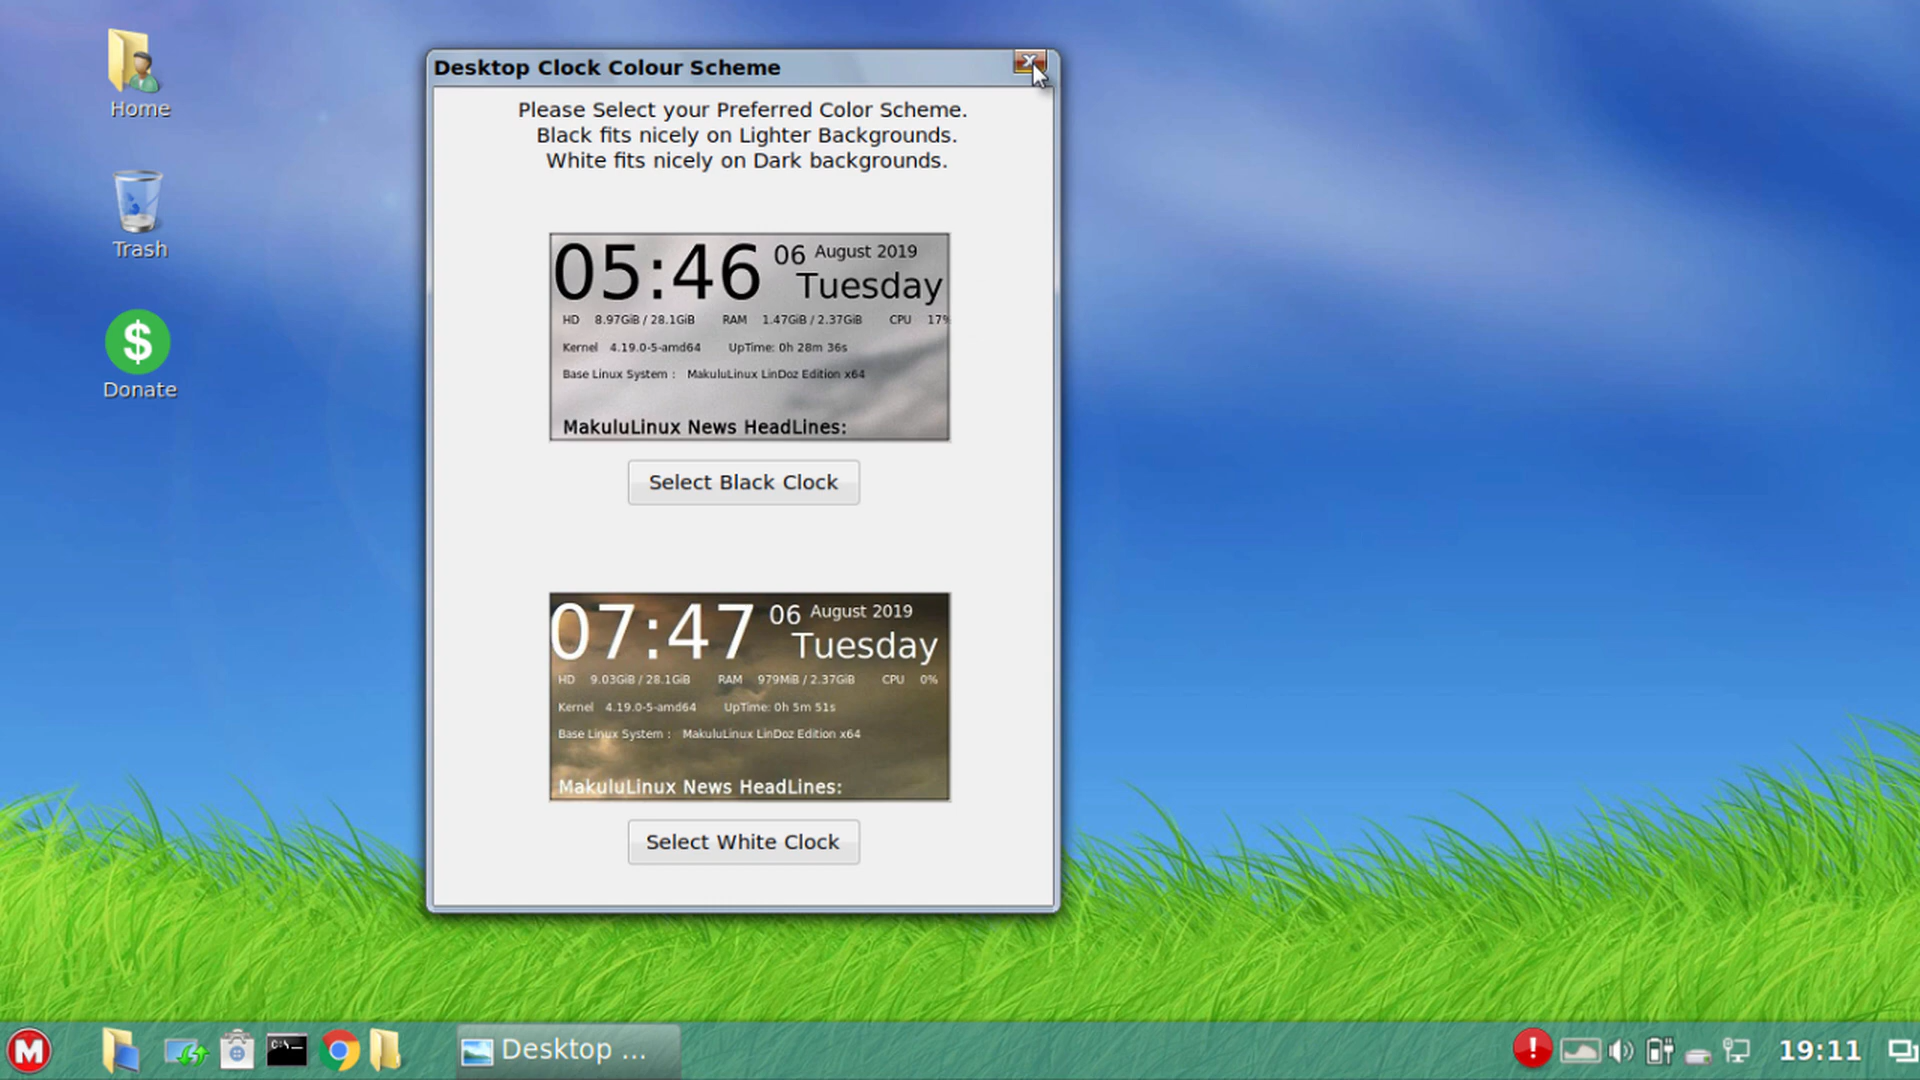 Home
Trash
Donate
Desktop Clock Colour Scheme
Please Select your Preferred Color Scheme.
Black fits nicely on Lighter Backgrounds.
White fits nicely on Dark backgrounds.
05:46 06 August 2019
Tuesday
HD 8.97GiB / 28.1GiB RAM 1.47GiB / 2.37GiB CPU 17%
Kernel 4.19.0-5-amd64 UpTime: 0h 28m 36s
Base Linux System : MakuluLinux LinDoz Edition x64
MakuluLinux News HeadLines:
Select Black Clock
07:47 06 August 2019
Tuesday
HD 9.03GiB / 28.1GiB RAM 979MiB / 2.37GiB CPU 0%
Kernel 4.19.0-5-amd64 UpTime: 0h 5m 51s
Base Linux System : MakuluLinux LinDoz Edition x64
MakuluLinux News HeadLines:
Select White Clock
M
Desktop ...
19:11